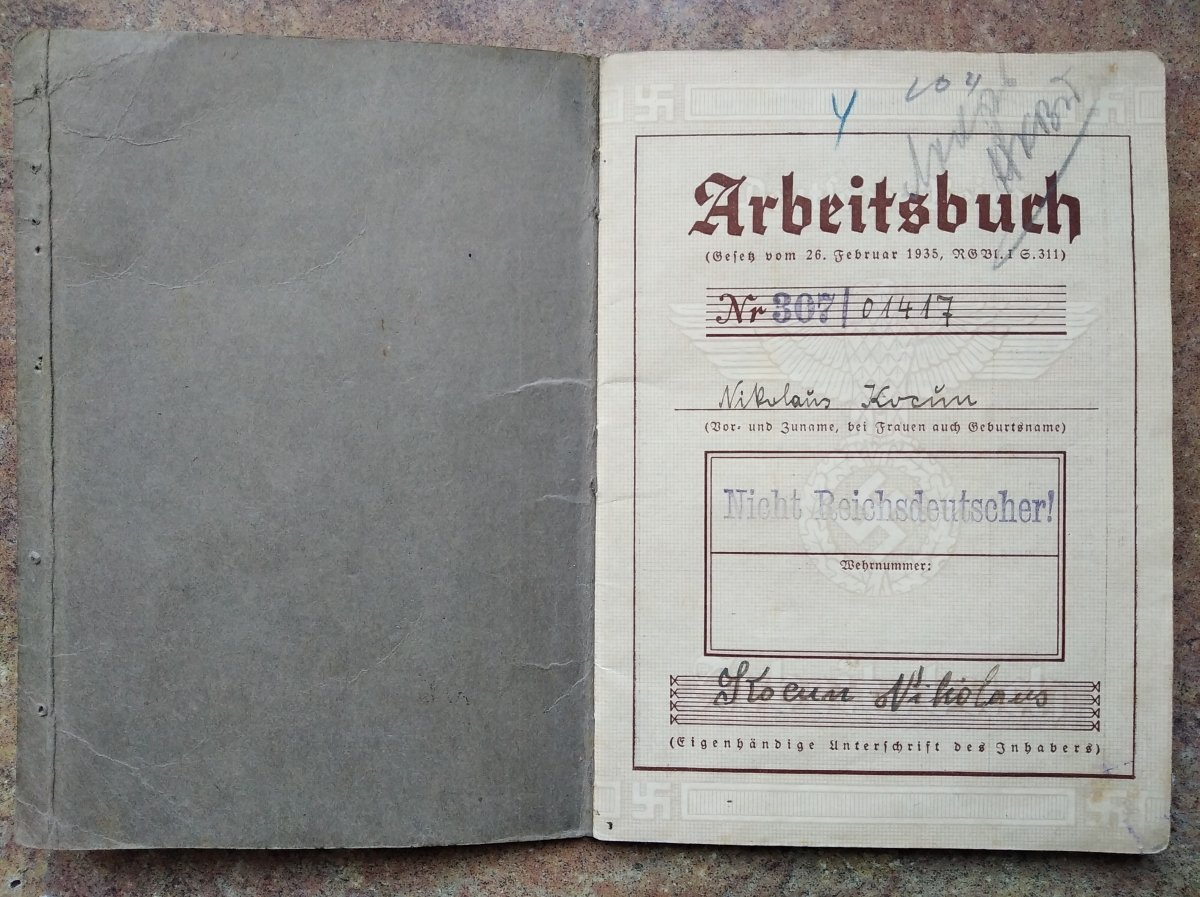 Y
Arbeitsbuch
(Gesetz vom 26. Februar 1935, RGBl. I S. 311)
Nr 307/01417
Nikolaus Kocun
(Vor- und Zuname, bei Frauen auch Geburtsname)
Nicht Reichsdeutscher!
Wehrnummer:
Kocun Nikolaus
(Eigenhändige Unterschrift des Inhabers)